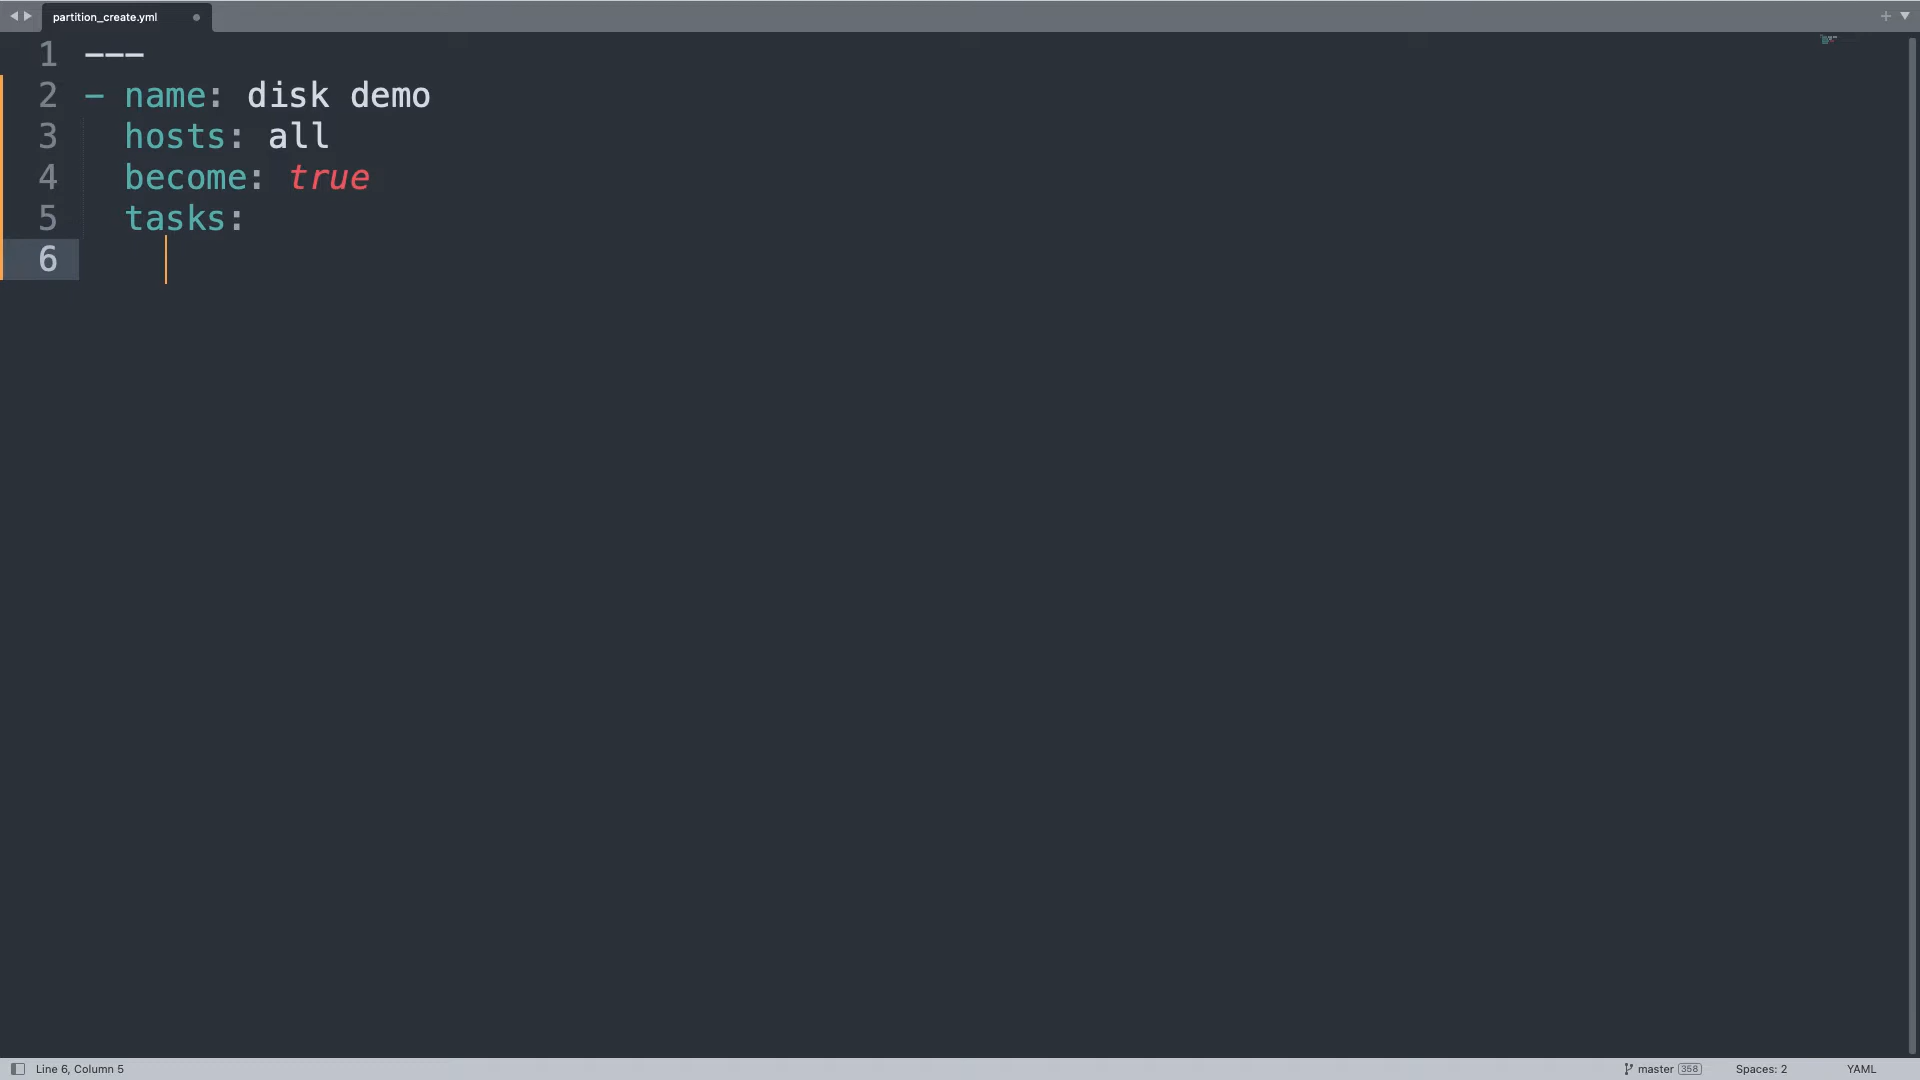 partition_create.yml
1 ---
2 - name: disk demo
3   hosts: all
4   become: true
5   tasks:
6
Line 6, Column 5
master 358
Spaces: 2
YAML